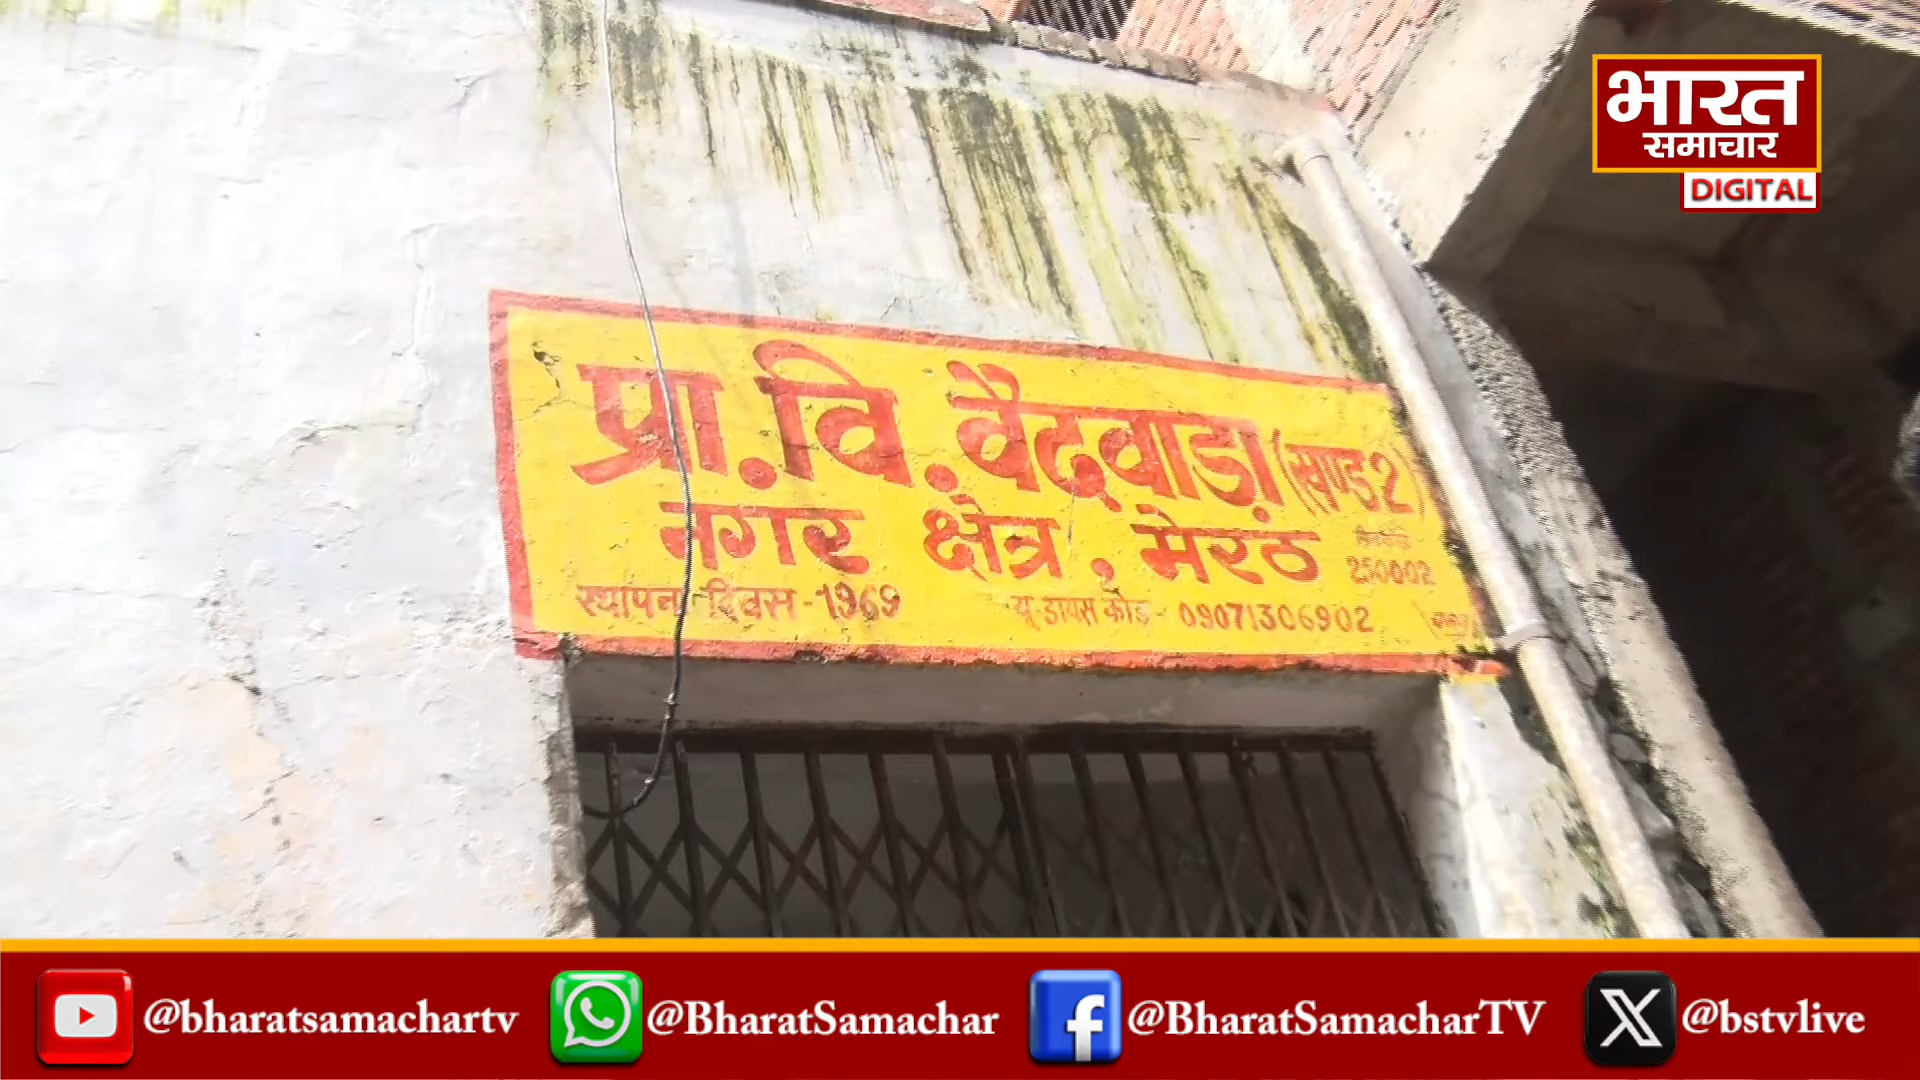 भारत
समाचार
DIGITAL
प्रा.वि.वैदवाडा (खण्ड 2)
नगर क्षेत्र, मेरठ
250002
स्थापना दिवस - 1969 यू-डायस कोड - 09071306902
@bharatsamachartv @BharatSamachar @BharatSamacharTV @bstvlive